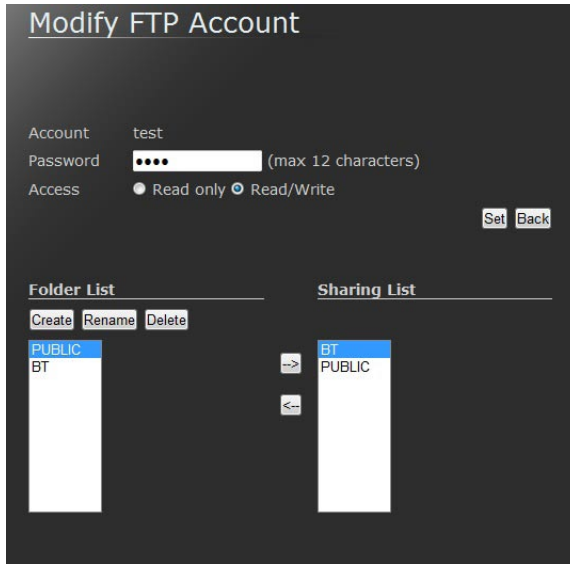 Modify FTP Account
Account test
Password •••• (max 12 characters)
Access Read only Read/Write
Set Back
Folder List
Create Rename Delete
PUBLIC
BT
-->
<--
Sharing List
BT
PUBLIC